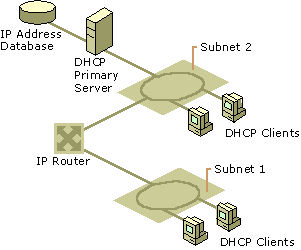 IP Address
Database
DHCP
Primary
Server
Subnet 2
DHCP Clients
IP Router
Subnet 1
DHCP Clients